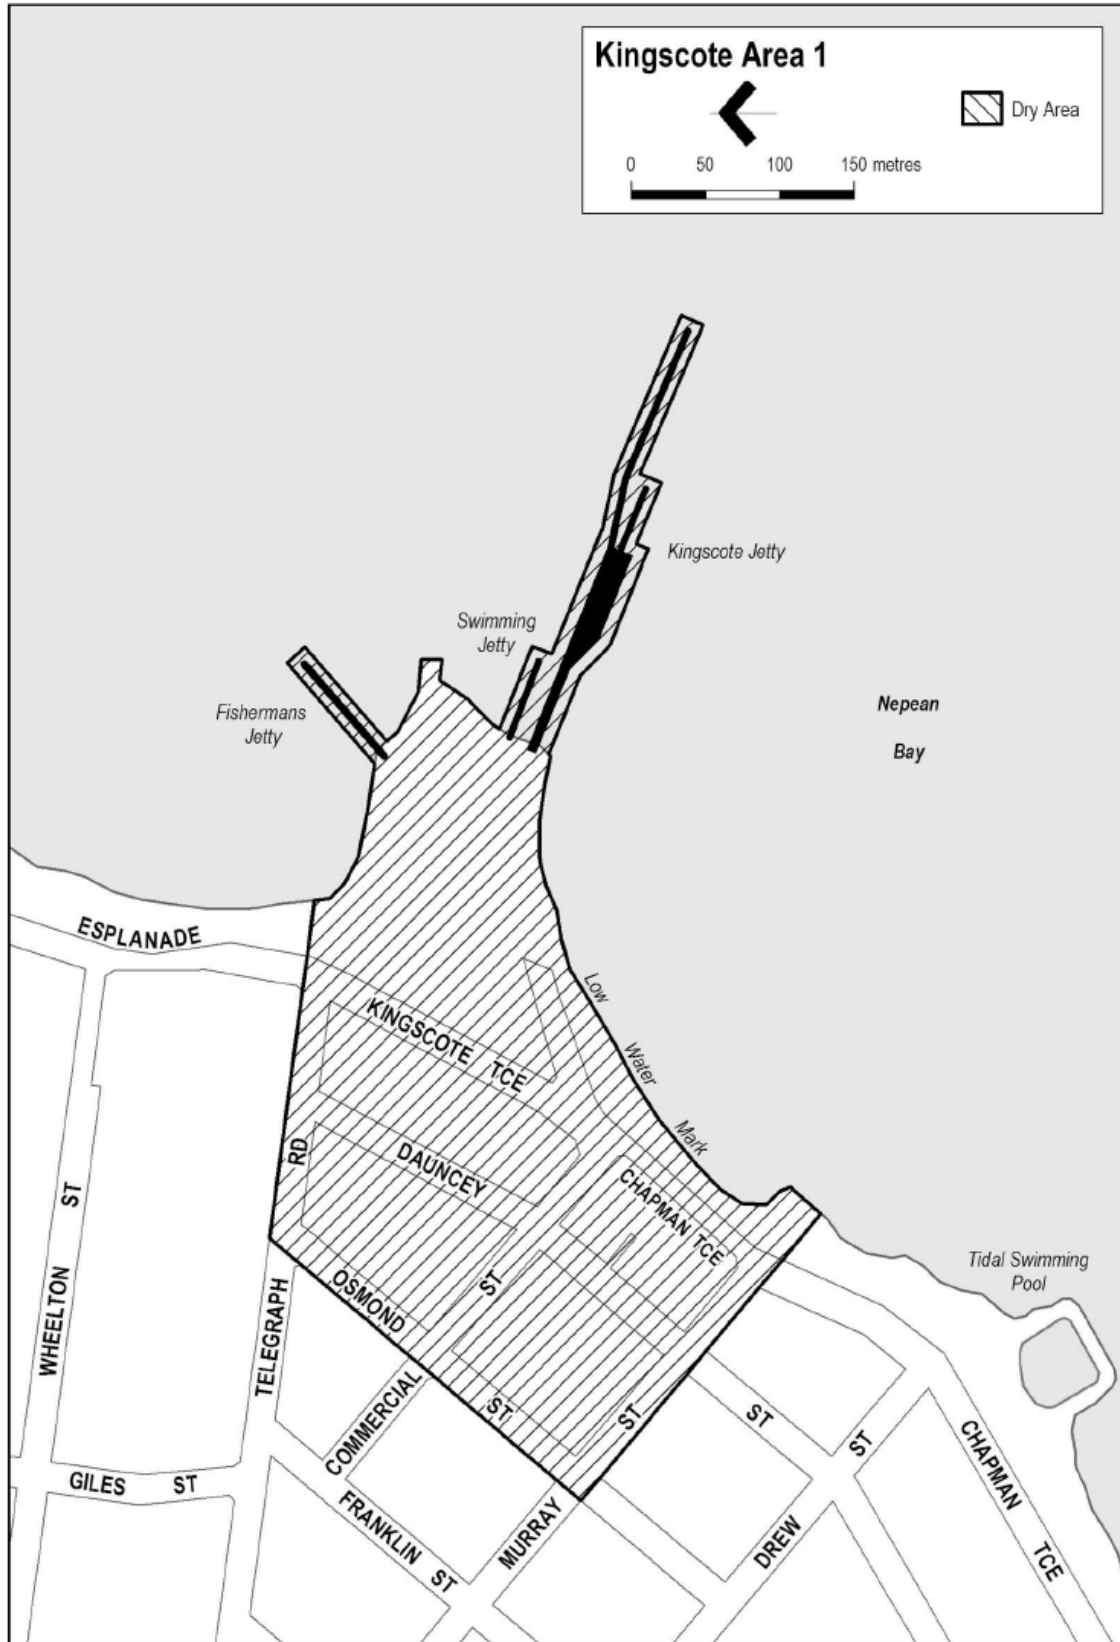 Kingscote Area 1
Dry Area
0 50 100 150 metres
Kingscote Jetty
Swimming
Jetty
Fishermans
Jetty
Nepean
Bay
ESPLANADE
Low
Water
Mark
KINGSCOTE TCE
RD
DAUNCEY
CHAPMAN TCE
WHEELTON ST
TELEGRAPH
OSMOND
ST
Tidal Swimming
Pool
COMMERCIAL
ST
ST
ST
ST
CHAPMAN TCE
GILES ST
FRANKLIN ST
MURRAY
DREW